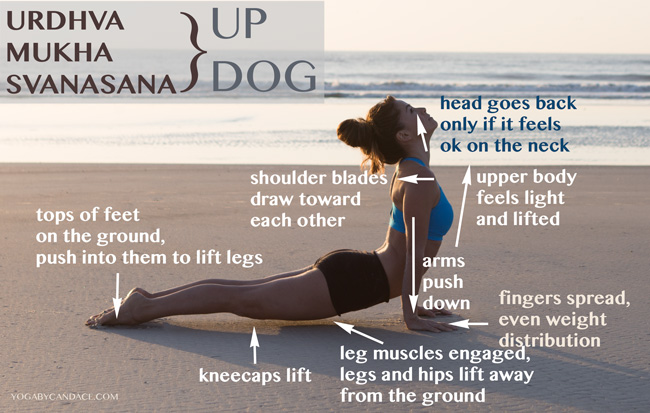 URDHVA
MUKHA
SVANASANA
UP
DOG
head goes back
only if it feels
ok on the neck
shoulder blades
draw toward
each other
upper body
feels light
and lifted
tops of feet
on the ground,
push into them to lift legs
arms
push
down
fingers spread,
even weight
distribution
kneecaps lift
leg muscles engaged,
legs and hips lift away
from the ground
YOGABYCANDACE.COM